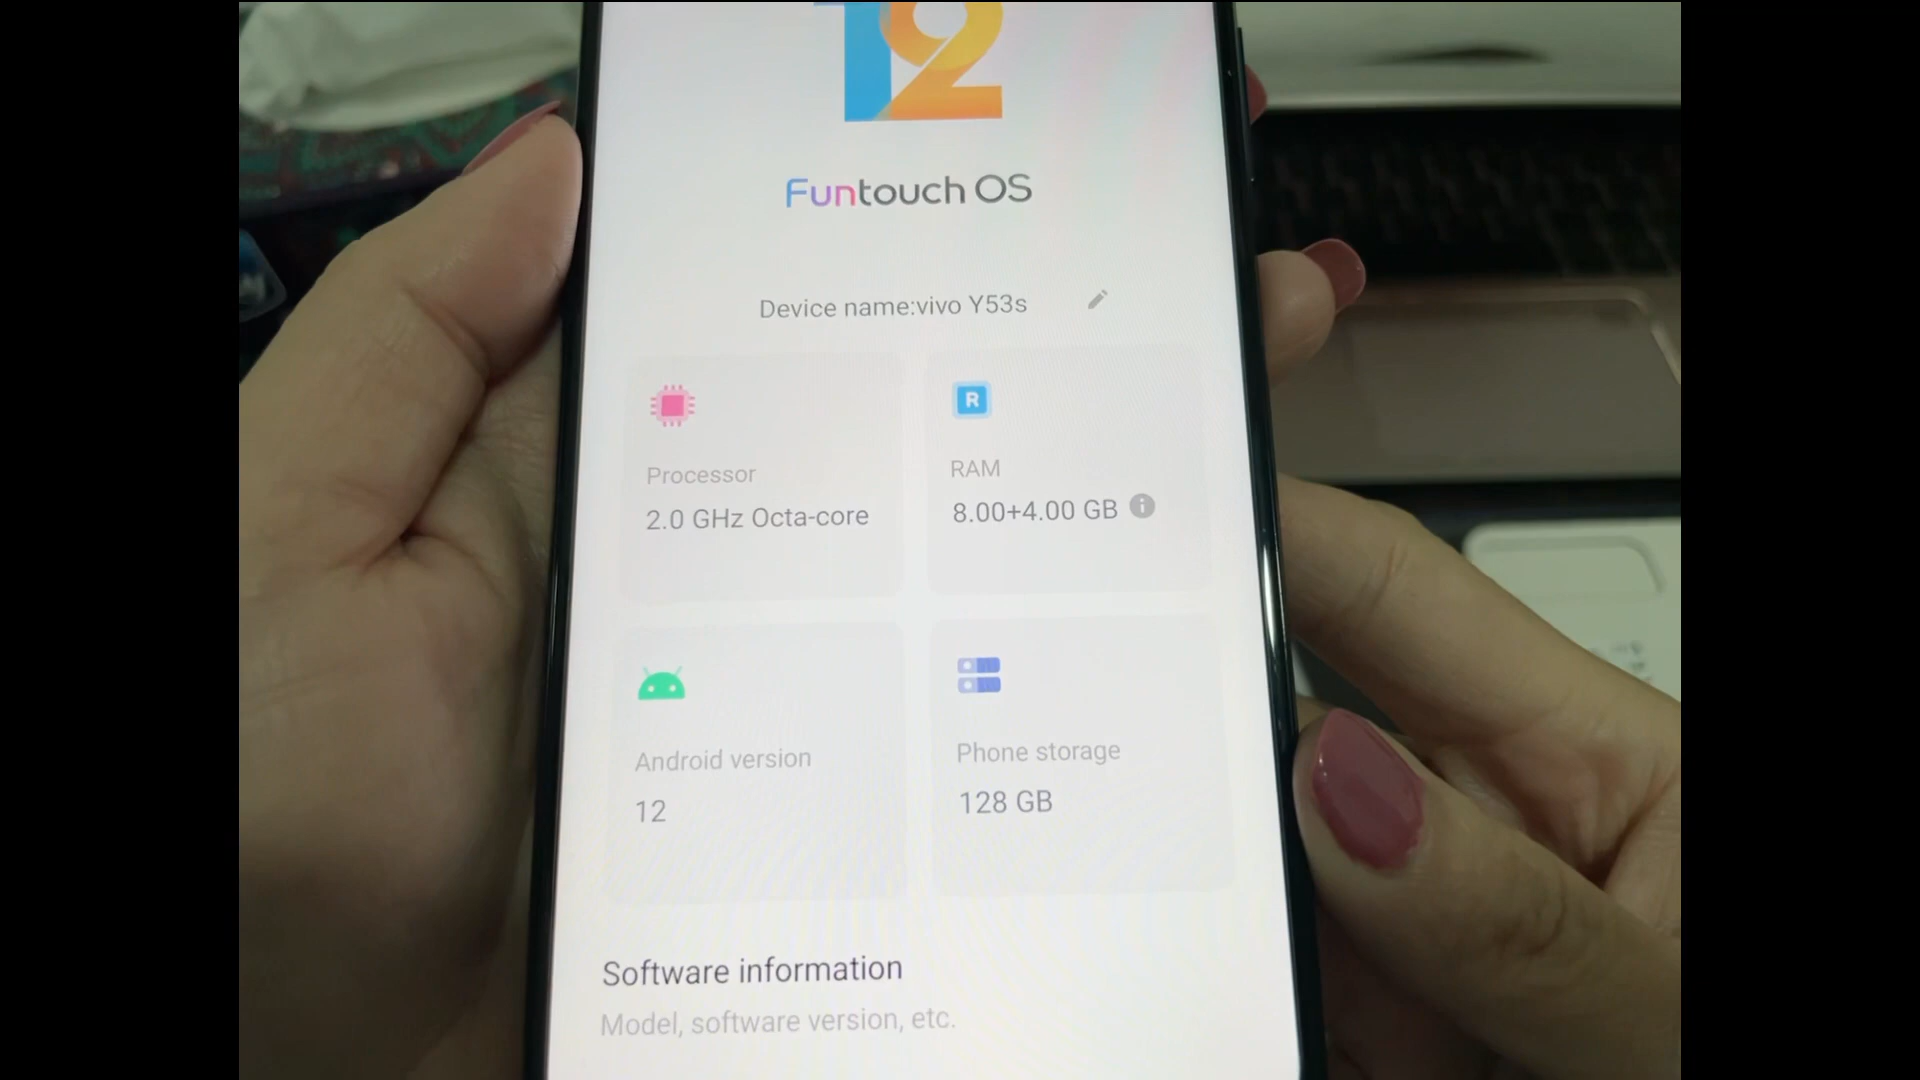 12
Funtouch OS
Device name:vivo Y53s
Processor
2.0 GHz Octa-core
R
RAM
8.00+4.00 GB
Android version
12
Phone storage
128 GB
Software information
Model, software version, etc.